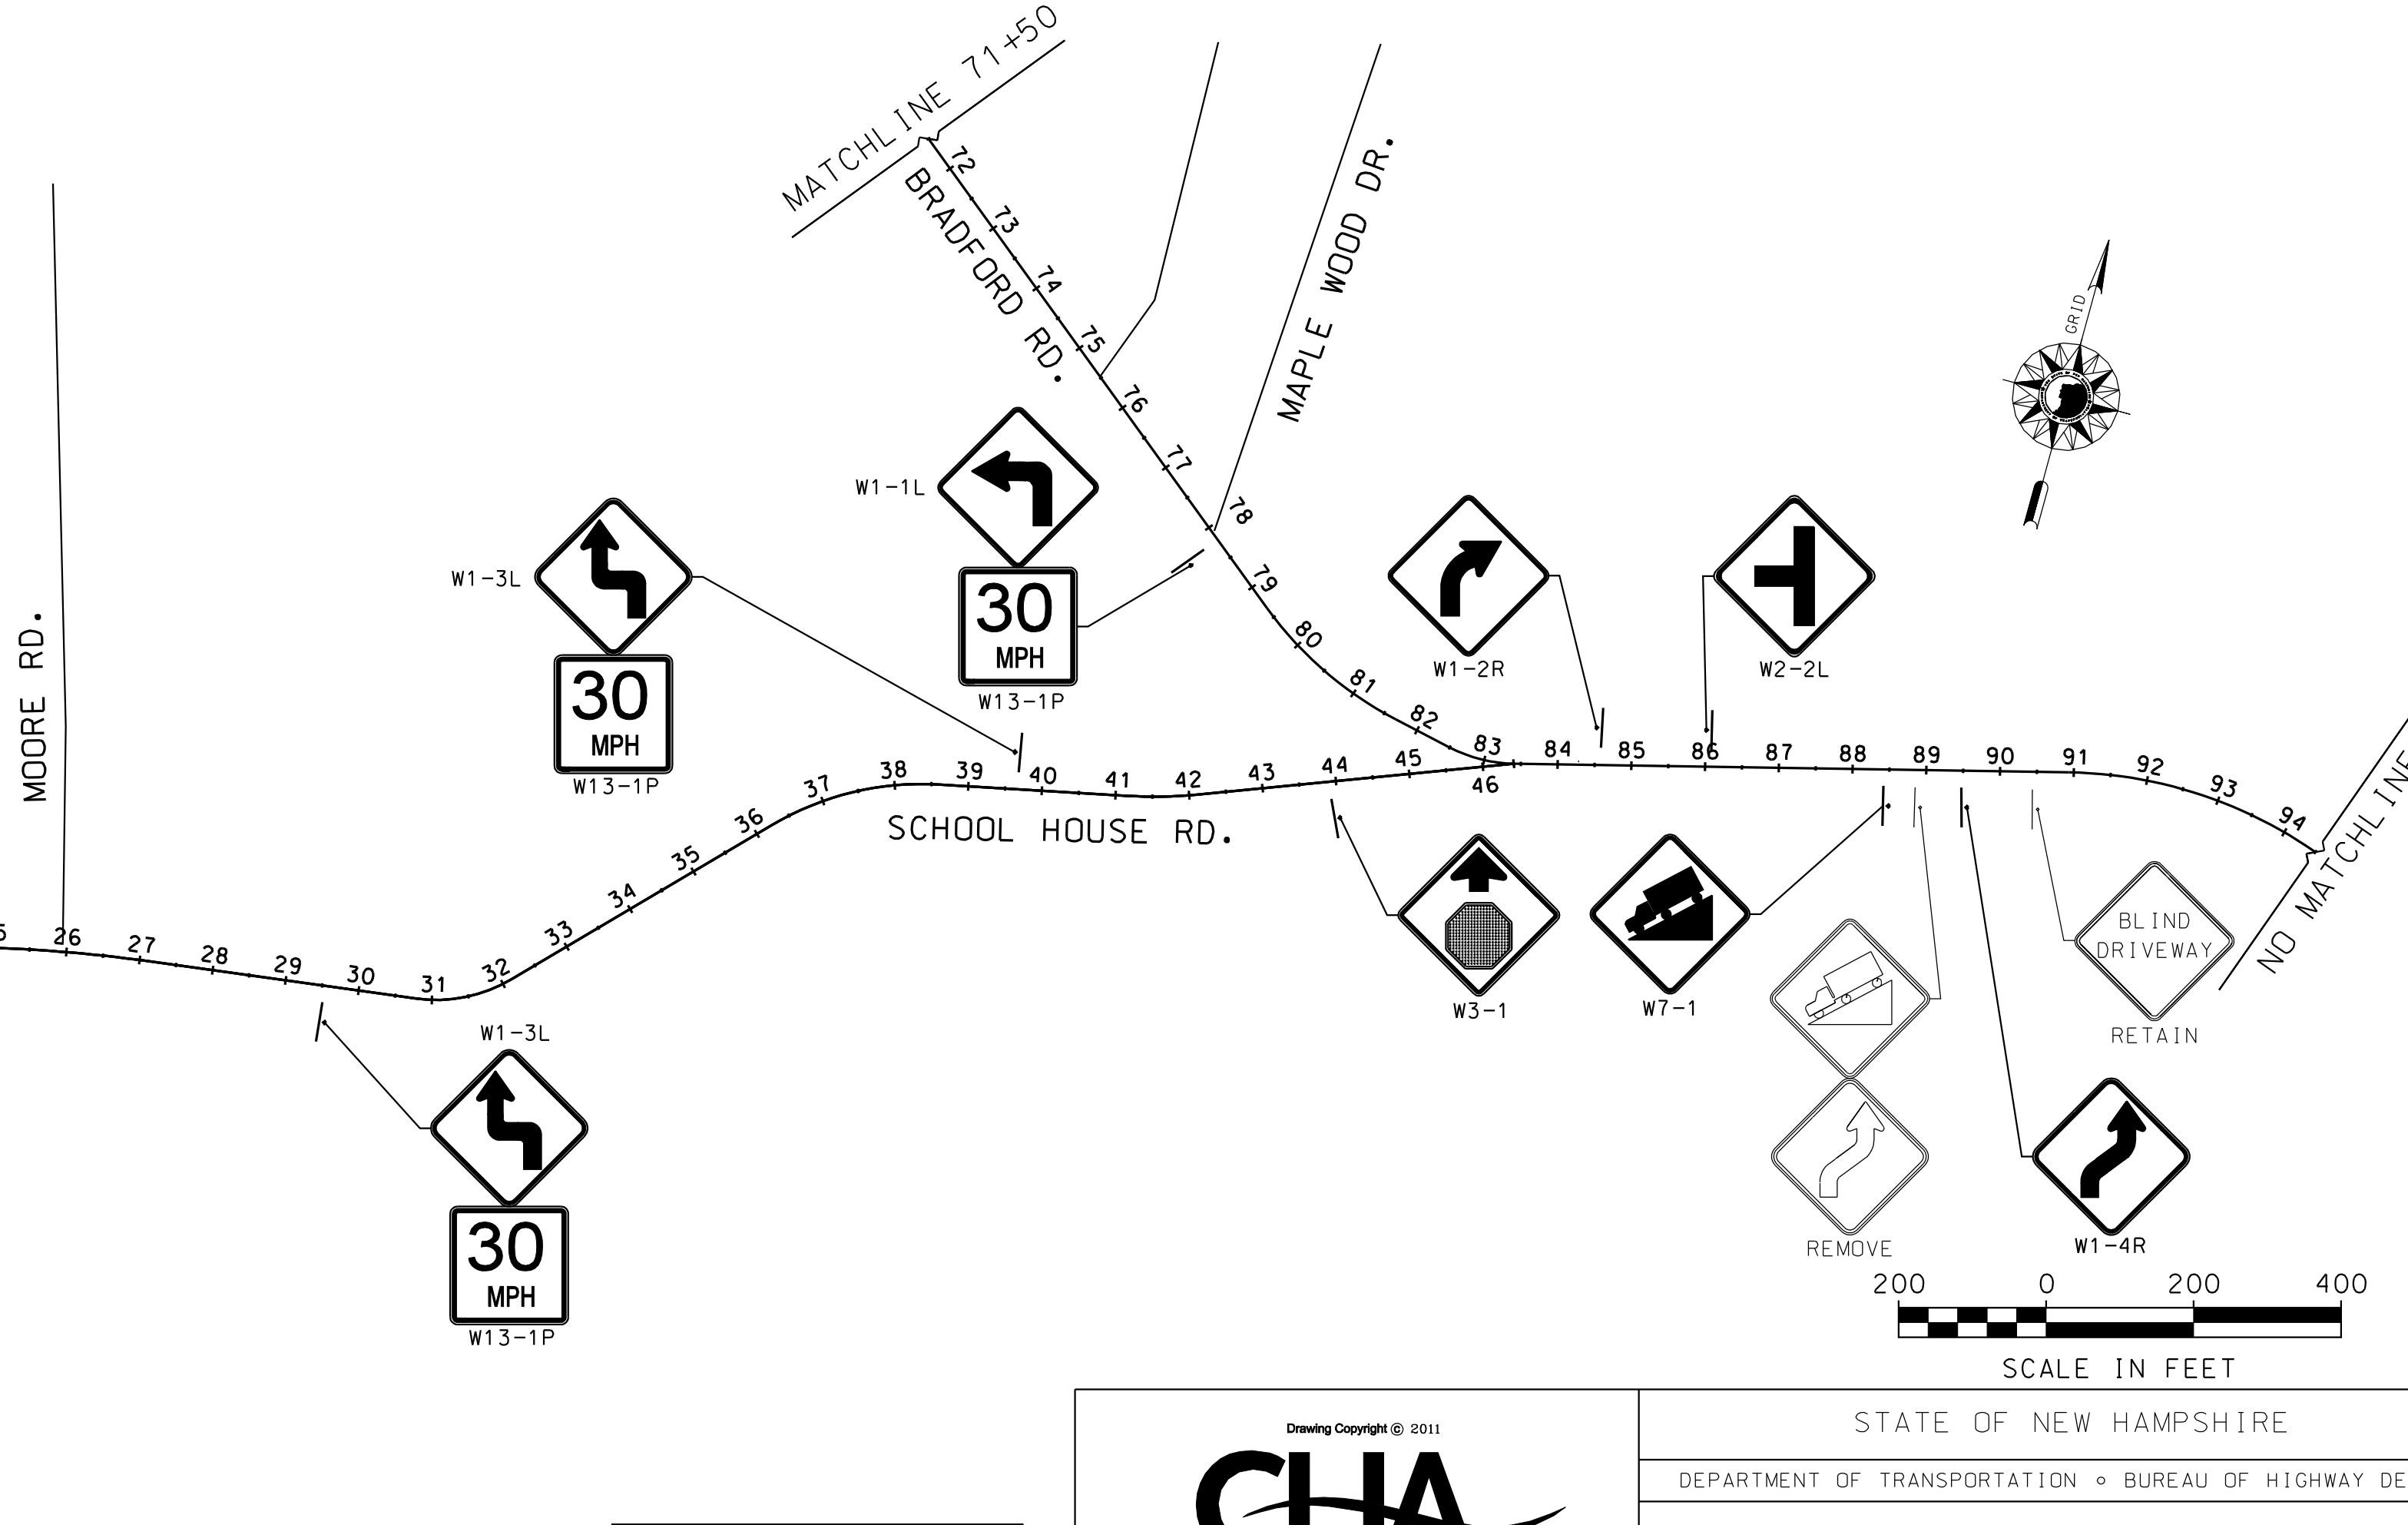 MATCHLINE 71+50
BRADFORD RD.
72
73
74
75
76
77
78
79
80
81
82
83
84
85
86
87
88
89
90
91
92
93
94
MAPLE WOOD DR.
GRID
MOORE RD.
W1-3L
30
MPH
W13-1P
W1-1L
30
MPH
W13-1P
W1-2R
W2-2L
26
27
28
29
30
31
32
33
34
35
36
37
38
39
40
41
42
43
44
45
46
SCHOOL HOUSE RD.
NO MATCHLINE
W3-1
W7-1
BLIND
DRIVEWAY
RETAIN
REMOVE
W1-4R
W1-3L
30
MPH
W13-1P
200 0 200 400
SCALE IN FEET
Drawing Copyright © 2011
CHA
STATE OF NEW HAMPSHIRE
DEPARTMENT OF TRANSPORTATION ∘ BUREAU OF HIGHWAY DE